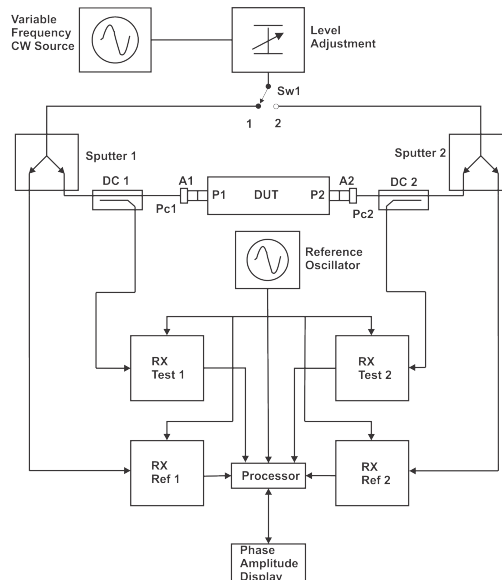 Variable
Frequency
CW Source
Level
Adjustment
Sw1
1 2
Sputter 1
Sputter 2
DC 1
A1
P1
DUT
P2
A2
DC 2
Pc1
Pc2
Reference
Oscillator
RX
Test 1
RX
Test 2
RX
Ref 1
Processor
RX
Ref 2
Phase
Amplitude
Display